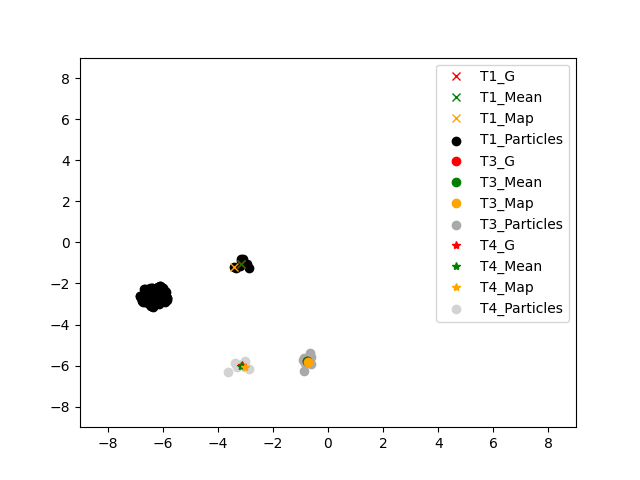 8
6
4
2
0
−2
−4
−6
−8
−8 −6 −4 −2 0 2 4 6 8
T1_G
T1_Mean
T1_Map
T1_Particles
T3_G
T3_Mean
T3_Map
T3_Particles
T4_G
T4_Mean
T4_Map
T4_Particles